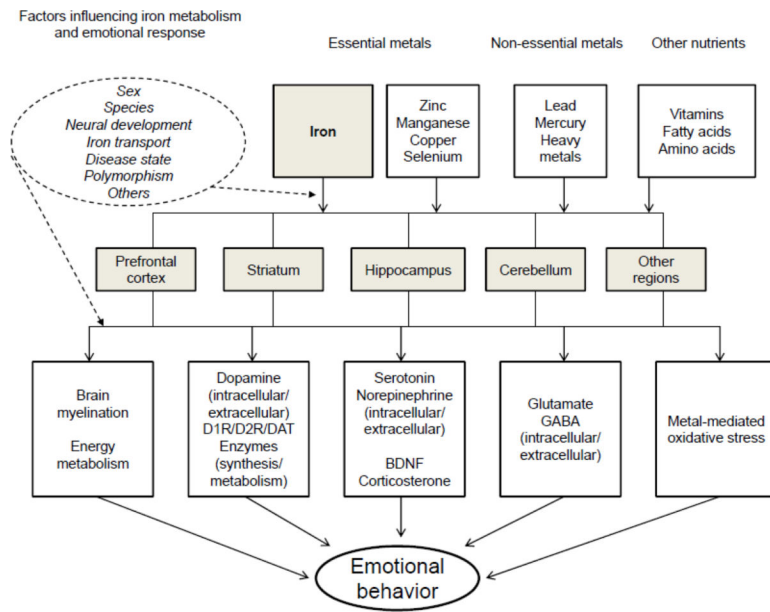 Factors influencing iron metabolism
and emotional response
Essential metals
Non-essential metals
Other nutrients
Sex
Species
Neural development
Iron transport
Disease state
Polymorphism
Others
Iron
Zinc
Manganese
Copper
Selenium
Lead
Mercury
Heavy
metals
Vitamins
Fatty acids
Amino acids
Prefrontal
cortex
Striatum
Hippocampus
Cerebellum
Other
regions
Brain
myelination
Energy
metabolism
Dopamine
(intracellular/
extracellular)
D1R/D2R/DAT
Enzymes
(synthesis/
metabolism)
Serotonin
Norepinephrine
(intracellular/
extracellular)
BDNF
Corticosterone
Glutamate
GABA
(intracellular/
extracellular)
Metal-mediated
oxidative stress
Emotional
behavior